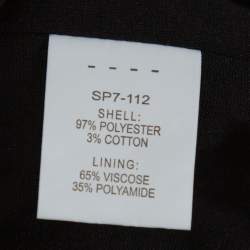 - - - -
SP7-112
SHELL:
97% POLYESTER
3% COTTON
LINING:
65% VISCOSE
35% POLYAMIDE